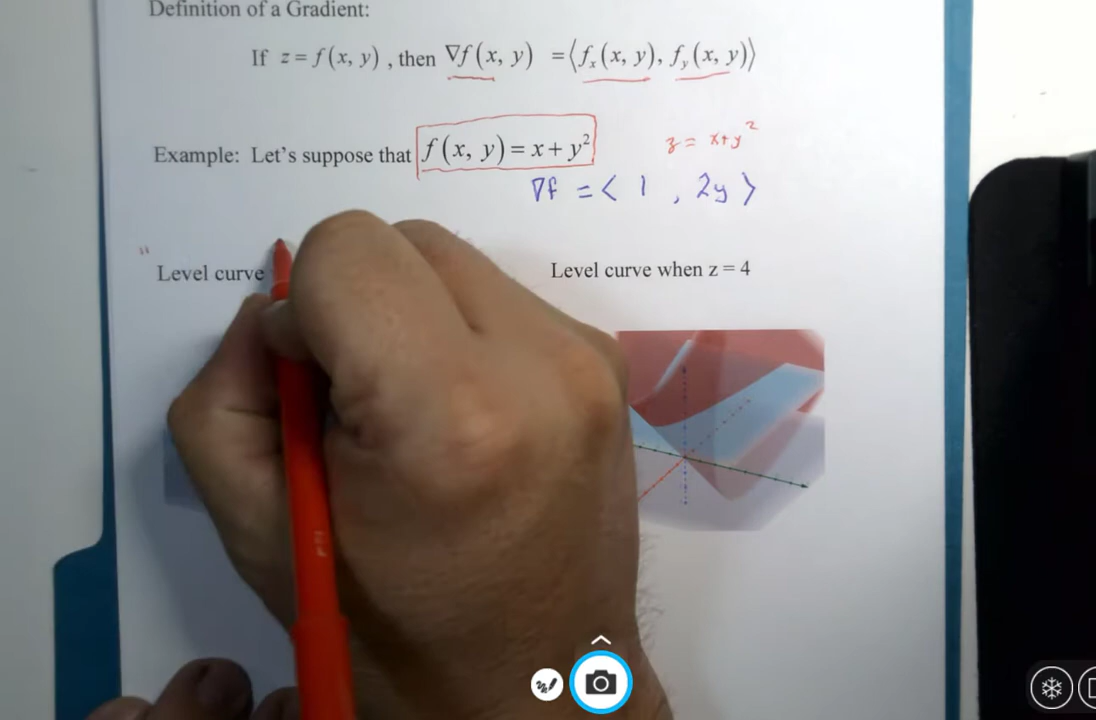 Definition of a Gradient:
If z = f(x, y) , then ∇f(x, y) = ⟨f_x(x, y), f_y(x, y)⟩
Example: Let's suppose that f(x, y) = x + y² z = x+y²
∇f = < 1 , 2y >
" Level curve
Level curve when z = 4